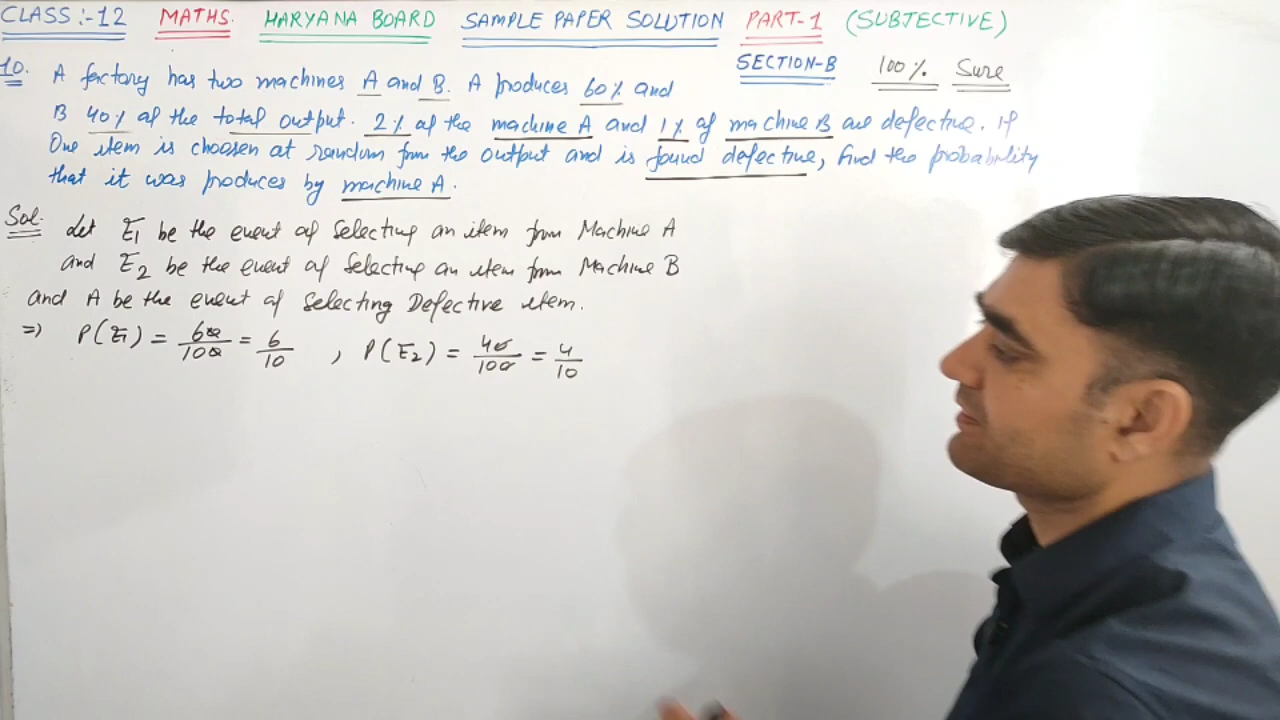 CLASS :- 12 MATHS. HARYANA BOARD SAMPLE PAPER SOLUTION PART-1 (SUBJECTIVE)
SECTION-B 100% Sure
10. A factory has two machines A and B. A produces 60% and
B 40% of the total output. 2% of the machine A and 1% of machine B are defective. If
One item is choosen at random from the output and is found defective, find the probability
that it was produces by machine A.
Sol. Let E1 be the event of selecting an item from Machine A
and E2 be the event of selecting an item from Machine B
and A be the event of selecting Defective item.
=> P(E1) = 60/100 = 6/10 , P(E2) = 40/100 = 4/10